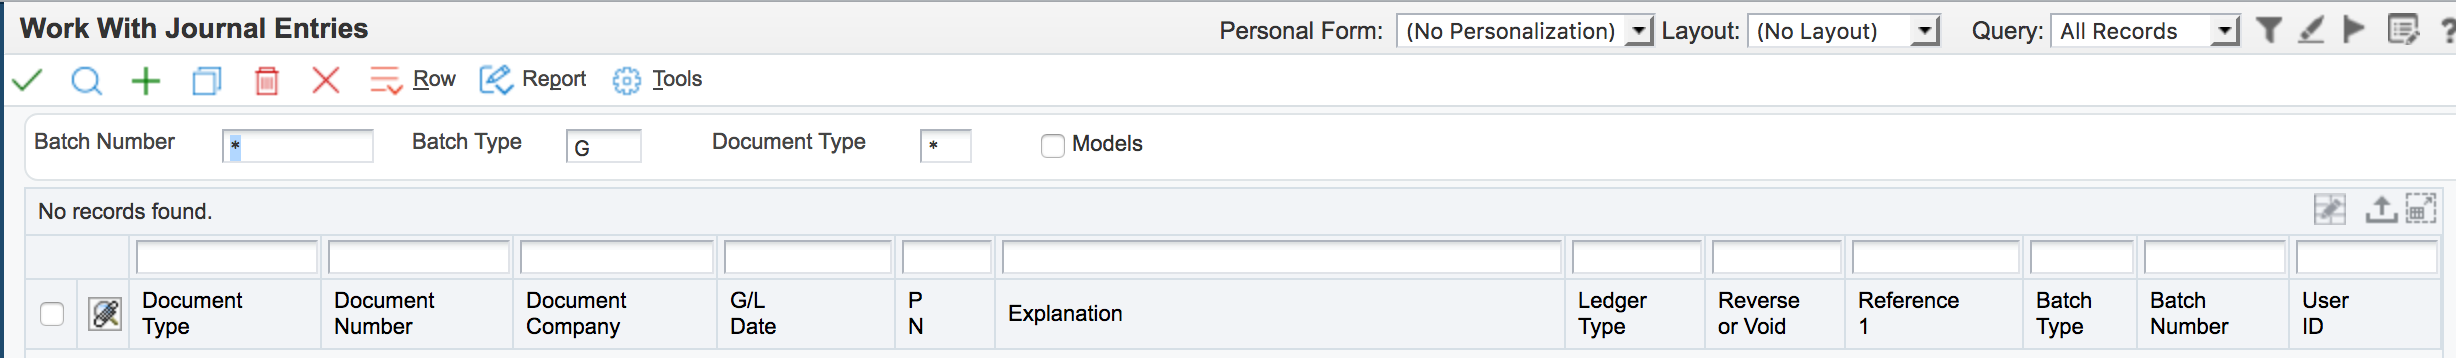 Work With Journal Entries
Personal Form: (No Personalization) Layout: (No Layout) Query: All Records ?
Row Report Tools
Batch Number * Batch Type G Document Type * Models
No records found.
Document Type Document Number Document Company G/L Date P N Explanation Ledger Type Reverse or Void Reference 1 Batch Type Batch Number User ID